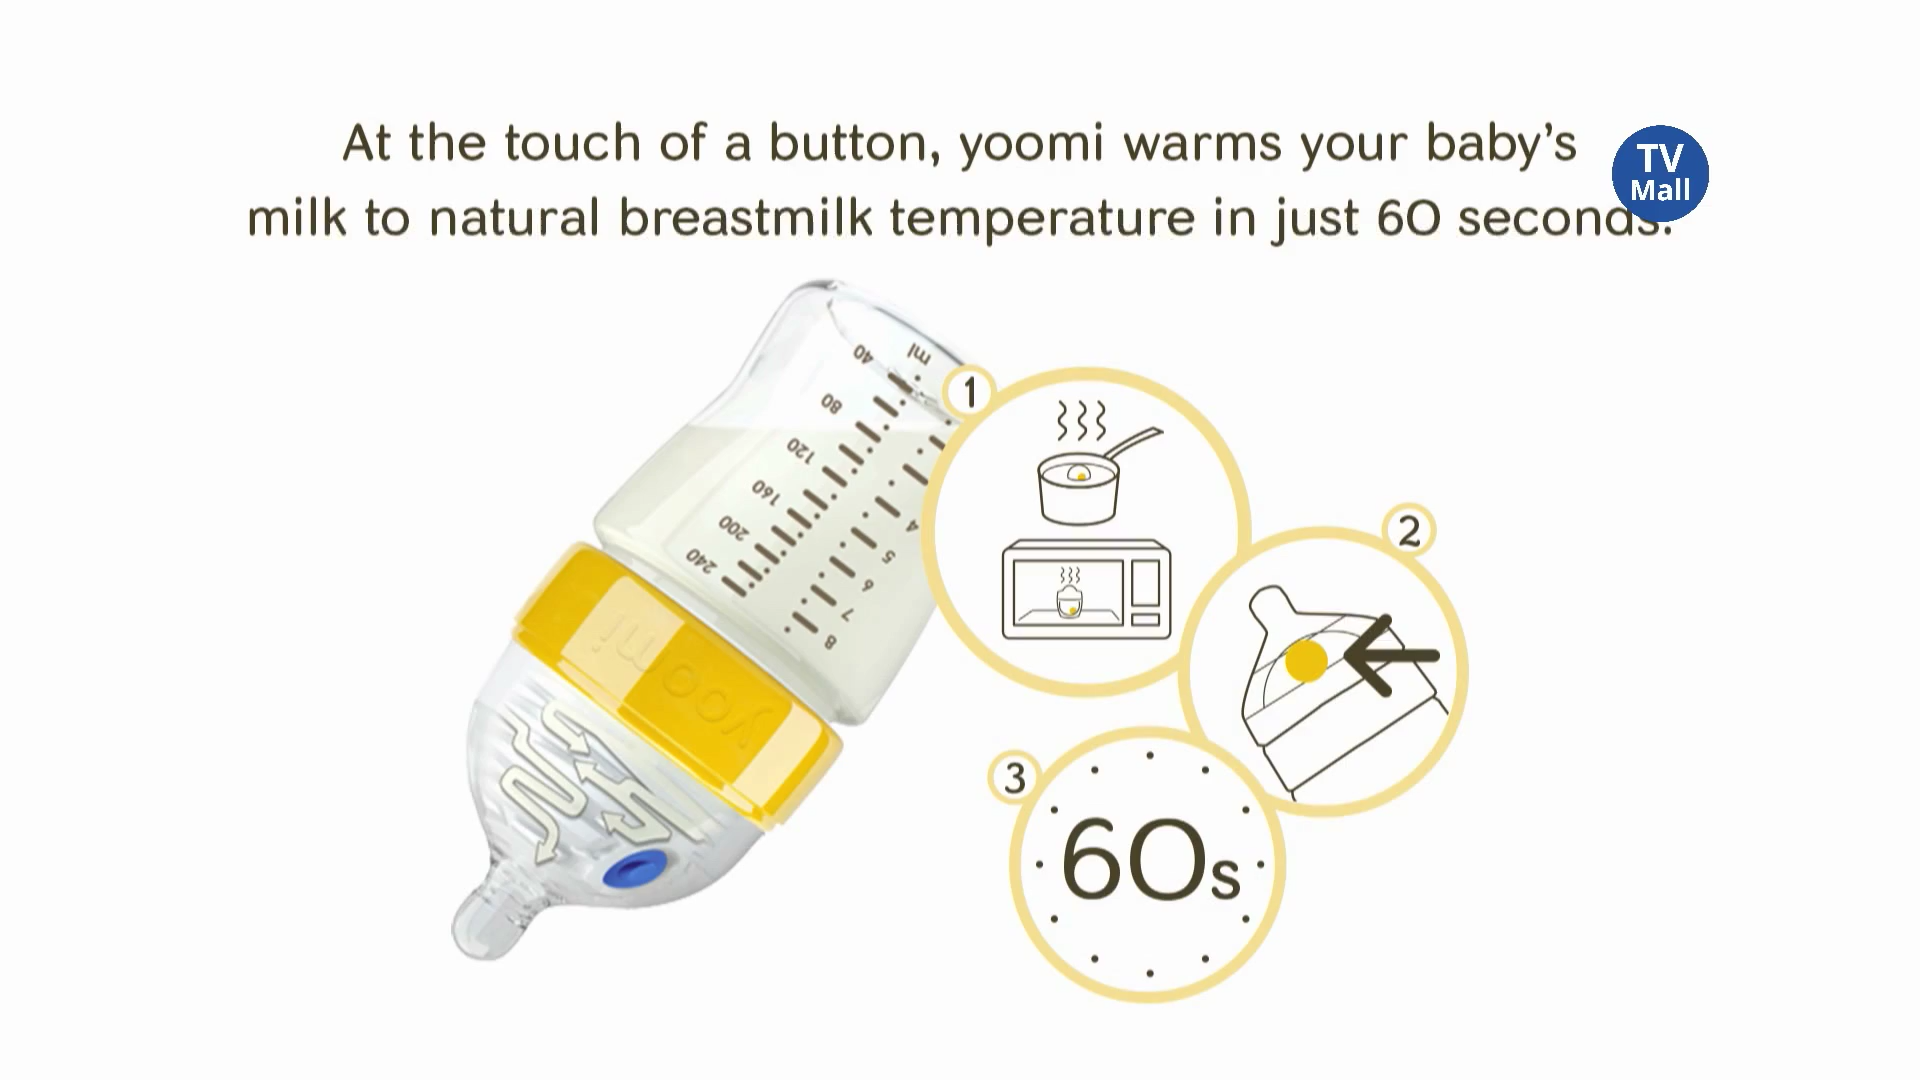 At the touch of a button, yoomi warms your baby's
milk to natural breastmilk temperature in just 60 seconds.
TV
Mall
ml
40
80
120
160
200
240
4
5
6
7
8
yoomi
1
2
3
60s